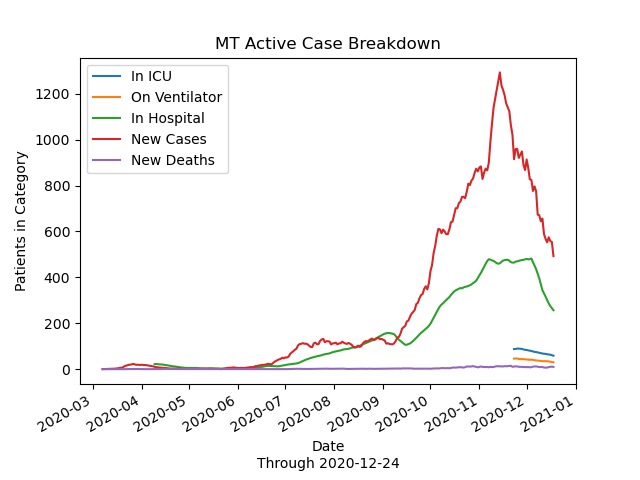 MT Active Case Breakdown
In ICU
On Ventilator
In Hospital
New Cases
New Deaths
Patients in Category
1200
1000
800
600
400
200
0
2020-03
2020-04
2020-05
2020-06
2020-07
2020-08
2020-09
2020-10
2020-11
2020-12
2021-01
Date
Through 2020-12-24